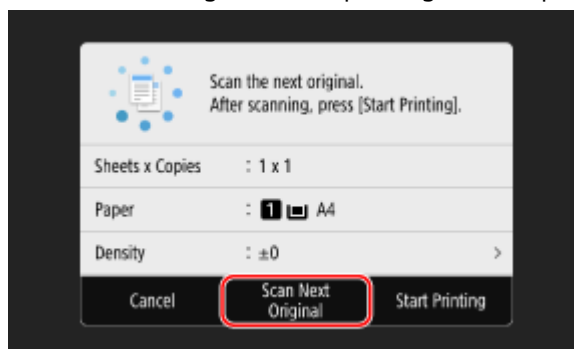 Scan the next original.
After scanning, press [Start Printing].
Sheets x Copies : 1 x 1
Paper : 1 A4
Density : ±0 >
Cancel Scan Next Original Start Printing